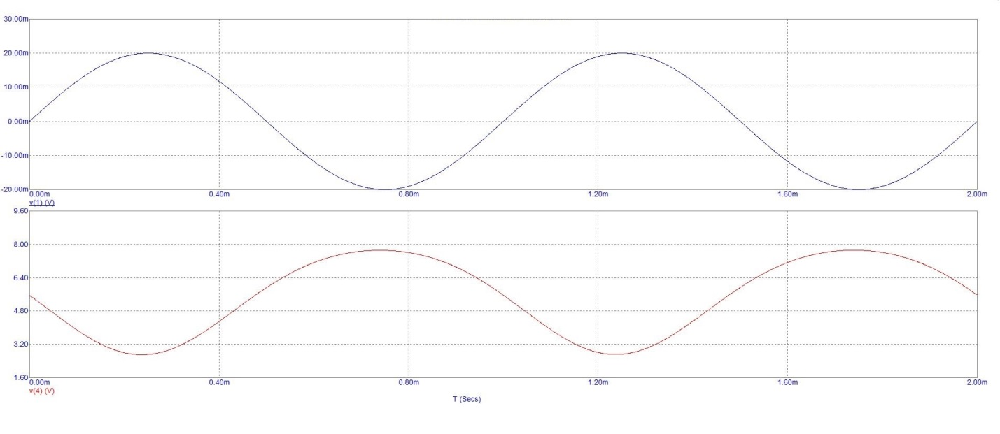 30.00m
20.00m
10.00m
0.00m
-10.00m
-20.00m
0.00m 0.40m 0.80m 1.20m 1.60m 2.00m
v(1) (V)
9.60
8.00
6.40
4.80
3.20
1.60
0.00m 0.40m 0.80m 1.20m 1.60m 2.00m
v(4) (V)
T (Secs)